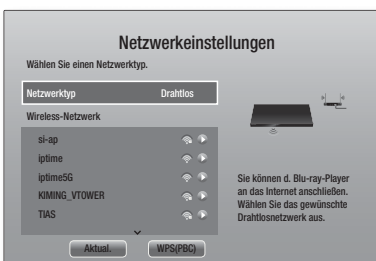 Netzwerkeinstellungen
Wählen Sie einen Netzwerktyp.
Netzwerktyp Drahtlos
Wireless-Netzwerk
si-ap
iptime
iptime5G
KIMING_VTOWER
TIAS
Sie können d. Blu-ray-Player
an das Internet anschließen.
Wählen Sie das gewünschte
Drahtlosnetzwerk aus.
Aktual. WPS(PBC)